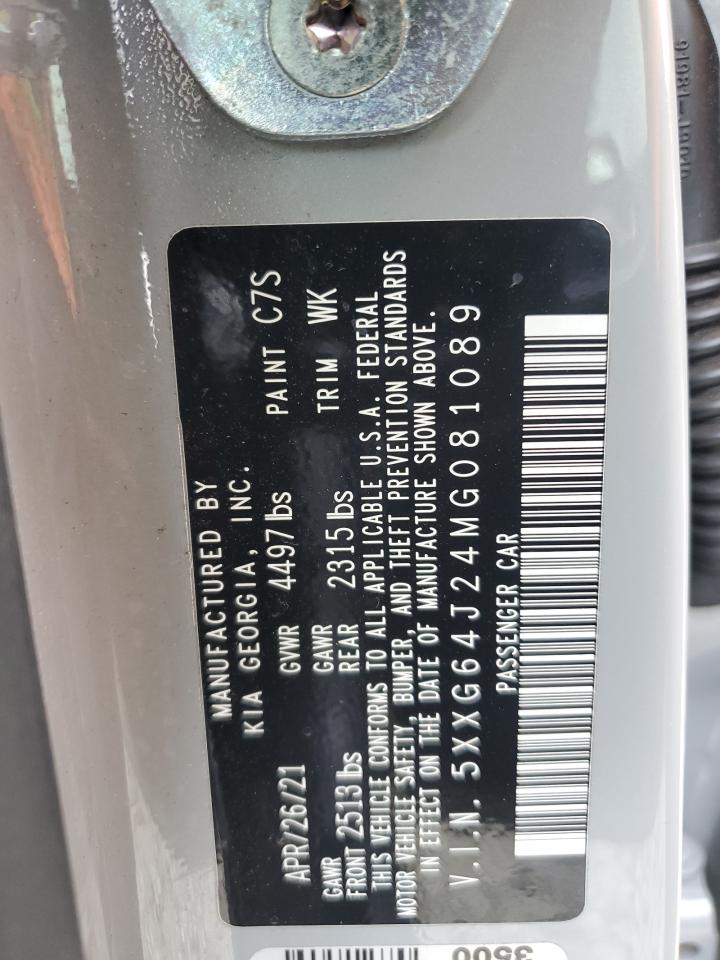 MANUFACTURED BY
KIA GEORGIA, INC.
APR/26/21 GVWR 4497 lbs PAINT C7S
GAWR FRONT 2513 lbs GAWR REAR 2315 lbs TRIM WK
THIS VEHICLE CONFORMS TO ALL APPLICABLE U.S.A. FEDERAL
MOTOR VEHICLE SAFETY, BUMPER, AND THEFT PREVENTION STANDARDS
IN EFFECT ON THE DATE OF MANUFACTURE SHOWN ABOVE.
V.I.N. 5XXG64J24MG081089
PASSENGER CAR
3500